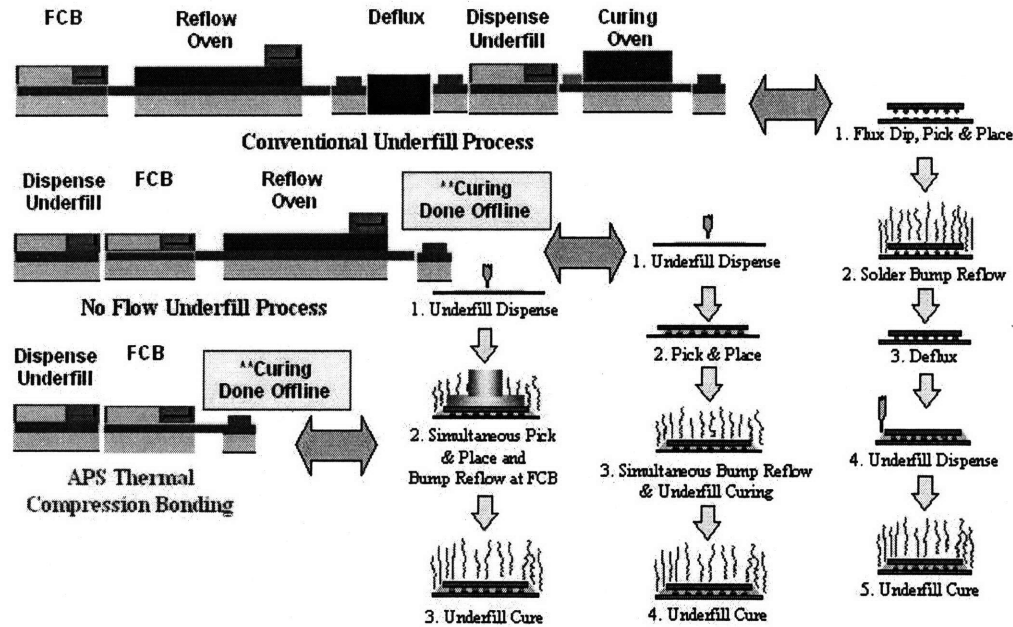 FCB
Reflow
Oven
Deflux
Dispense
Underfill
Curing
Oven
Conventional Underfill Process
Dispense
Underfill
FCB
Reflow
Oven
^^Curing
Done Offline
No Flow Underfill Process
Dispense
Underfill
FCB
^^Curing
Done Offline
APS Thermal
Compression Bonding
1. Underfill Dispense
2. Simultaneous Pick
& Place and
Bump Reflow at FCB
3. Underfill Cure
1. Underfill Dispense
2. Pick & Place
3. Simultaneous Bump Reflow
& Underfill Curing
4. Underfill Cure
1. Flux Dip, Pick & Place
2. Solder Bump Reflow
3. Deflux
4. Underfill Dispense
5. Underfill Cure